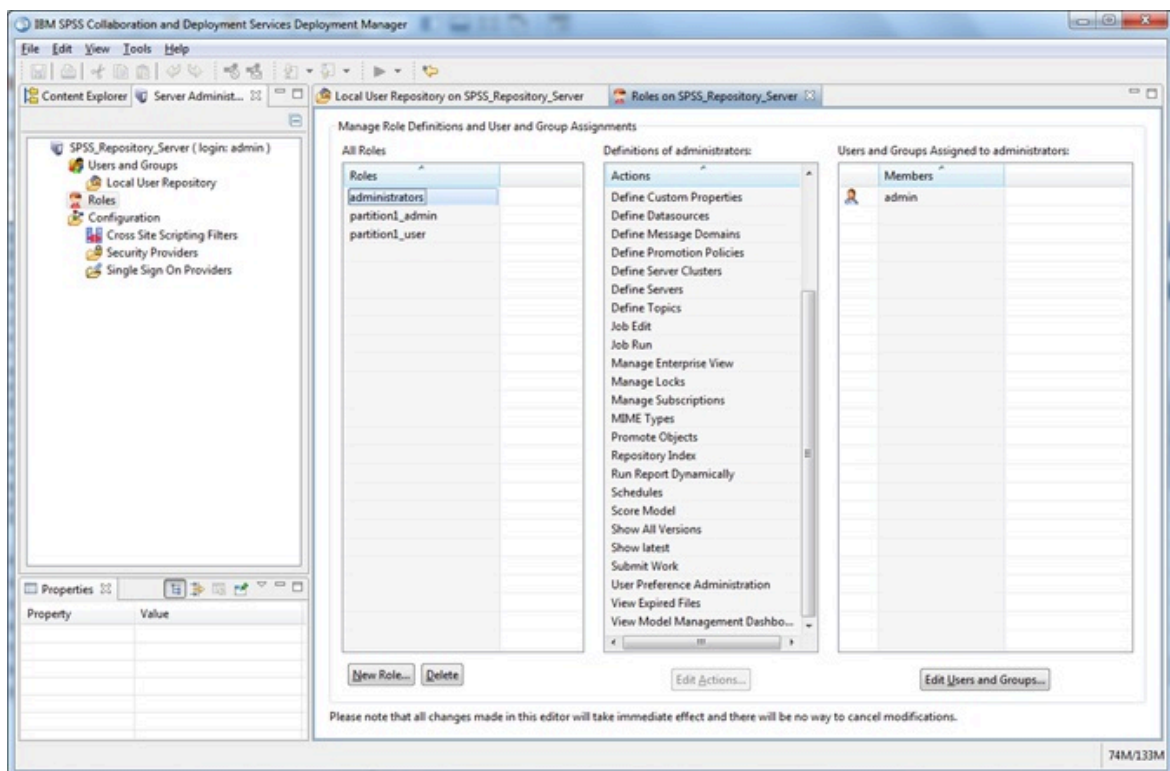 IBM SPSS Collaboration and Deployment Services Deployment Manager
File Edit View Tools Help
Content Explorer
Server Administ...
SPSS_Repository_Server ( login: admin )
Users and Groups
Local User Repository
Roles
Configuration
Cross Site Scripting Filters
Security Providers
Single Sign On Providers
Properties
Property Value
Local User Repository on SPSS_Repository_Server
Roles on SPSS_Repository_Server
Manage Role Definitions and User and Group Assignments
All Roles
Roles
administrators
partition1_admin
partition1_user
New Role... Delete
Definitions of administrators:
Actions
Define Custom Properties
Define Datasources
Define Message Domains
Define Promotion Policies
Define Server Clusters
Define Servers
Define Topics
Job Edit
Job Run
Manage Enterprise View
Manage Locks
Manage Subscriptions
MIME Types
Promote Objects
Repository Index
Run Report Dynamically
Schedules
Score Model
Show All Versions
Show latest
Submit Work
User Preference Administration
View Expired Files
View Model Management Dashbo...
Edit Actions...
Users and Groups Assigned to administrators:
Members
admin
Edit Users and Groups...
Please note that all changes made in this editor will take immediate effect and there will be no way to cancel modifications.
74M/133M